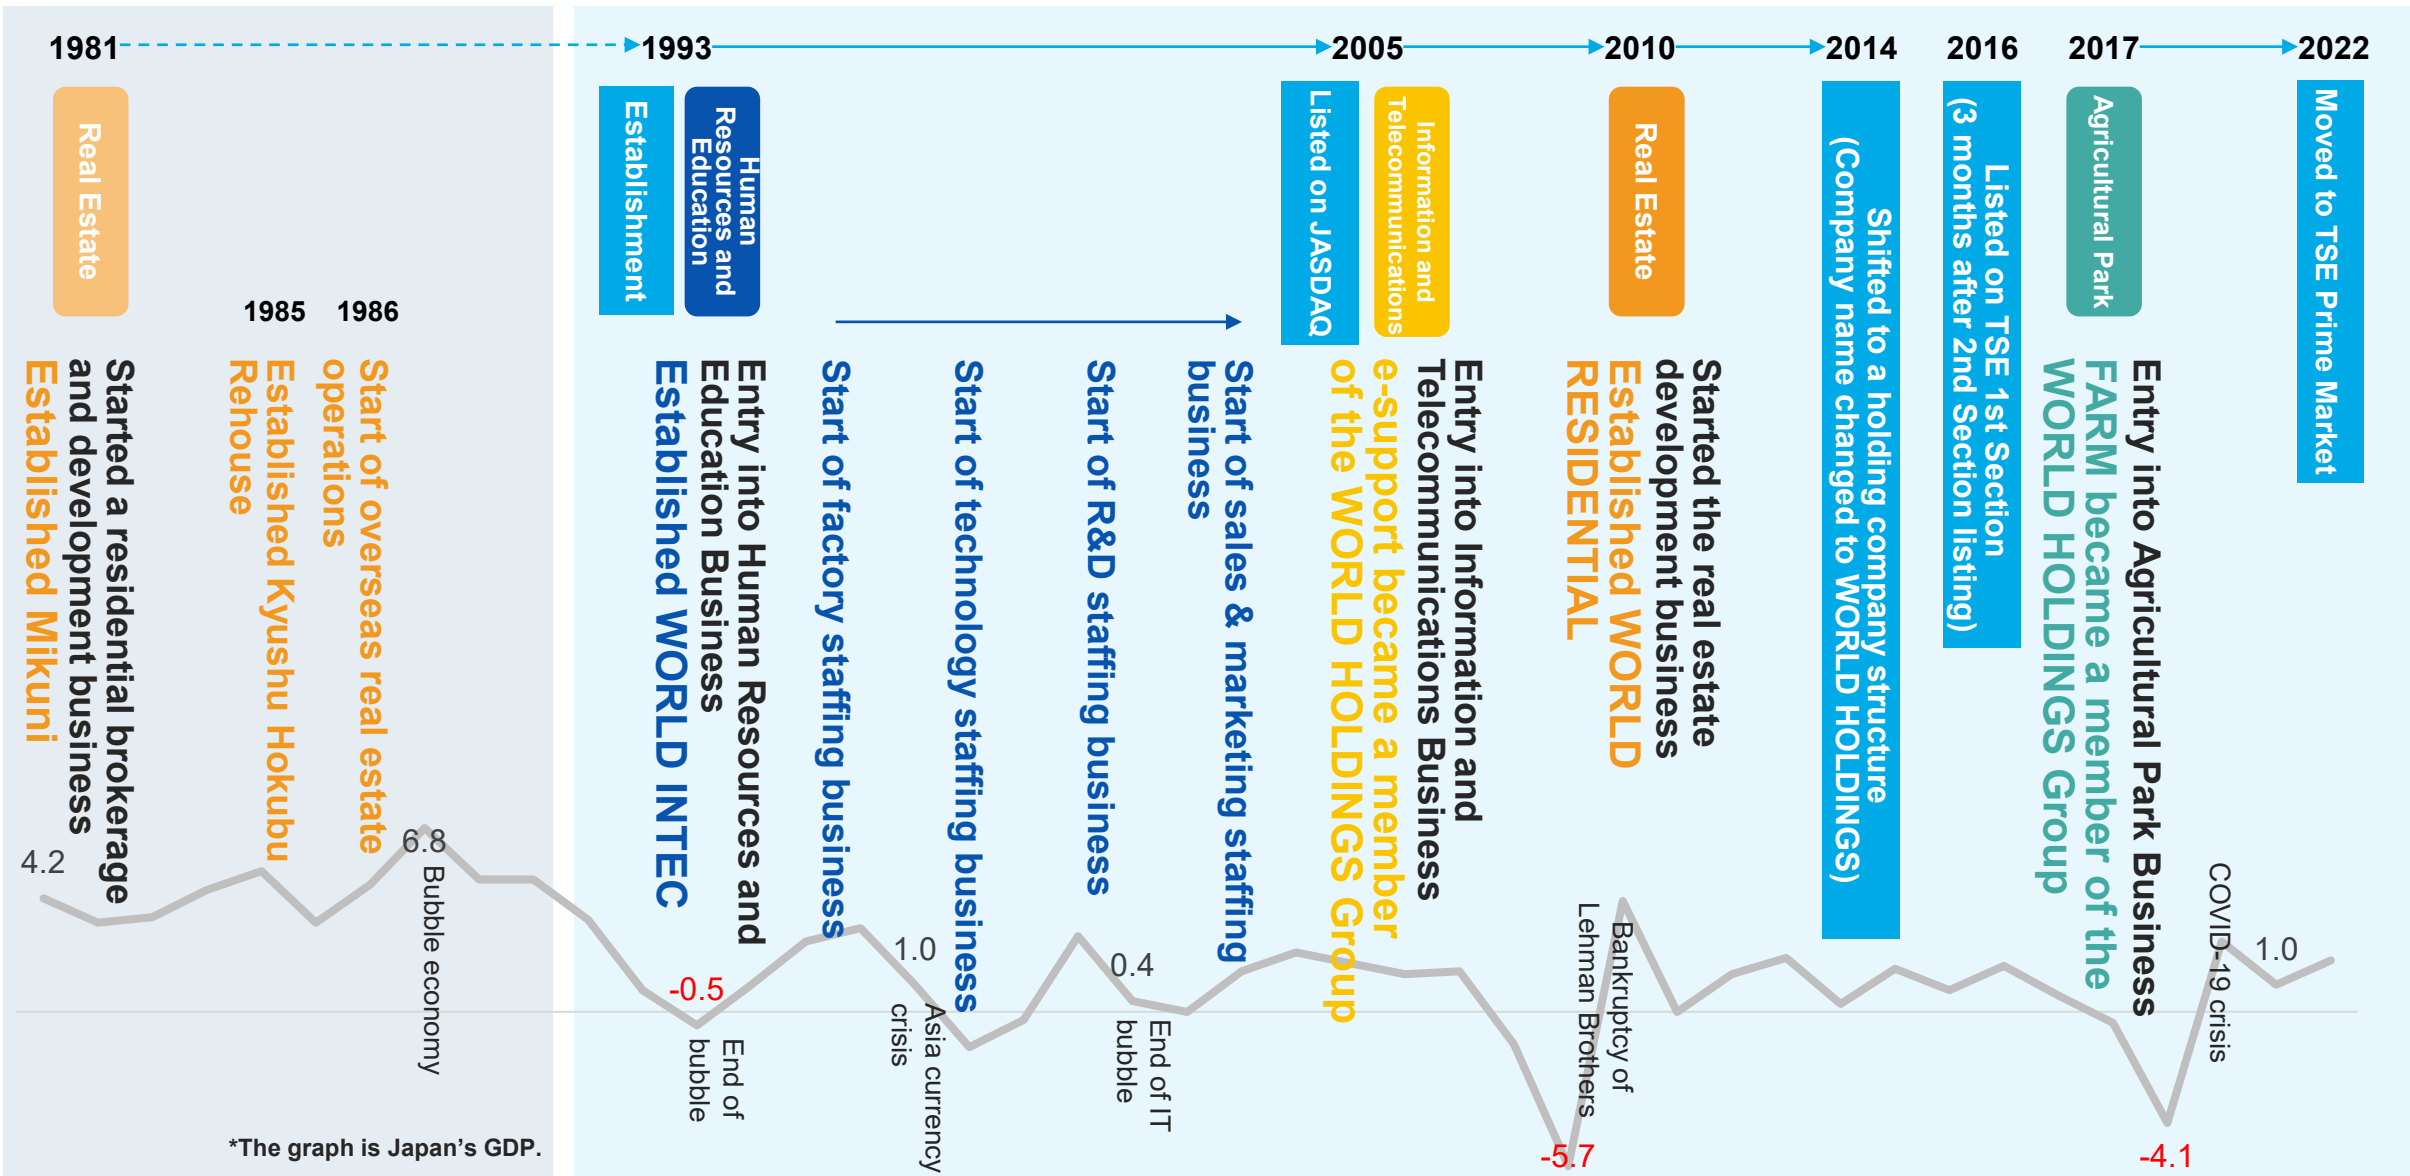 1981
1993
2005
2010
2014
2016
2017
2022
Real Estate
Started a residential brokerage
and development business
Established Mikuni
1985
Established Kyushu Hokubu
Rehouse
1986
Start of overseas real estate
operations
Establishment
Human
Resources and
Education
Entry into Human Resources and
Education Business
Established WORLD INTEC
Start of factory staffing business
Start of technology staffing business
Start of R&D staffing business
Start of sales & marketing staffing
business
Listed on JASDAQ
Information and
Telecommunications
Entry into Information and
Telecommunications Business
e-support became a member
of the WORLD HOLDINGS Group
Real Estate
Started the real estate
development business
Established WORLD
RESIDENTIAL
Shifted to a holding company structure
(Company name changed to WORLD HOLDINGS)
Listed on TSE 1st Section
(3 months after 2nd Section listing)
Agricultural Park
Entry into Agricultural Park Business
FARM became a member of the
WORLD HOLDINGS Group
Moved to TSE Prime Market
4.2
6.8
Bubble economy
-0.5
End of
bubble
1.0
Asia currency
crisis
0.4
End of IT
bubble
-5.7
Bankruptcy of
Lehman Brothers
-4.1
COVID-19 crisis
1.0
*The graph is Japan’s GDP.